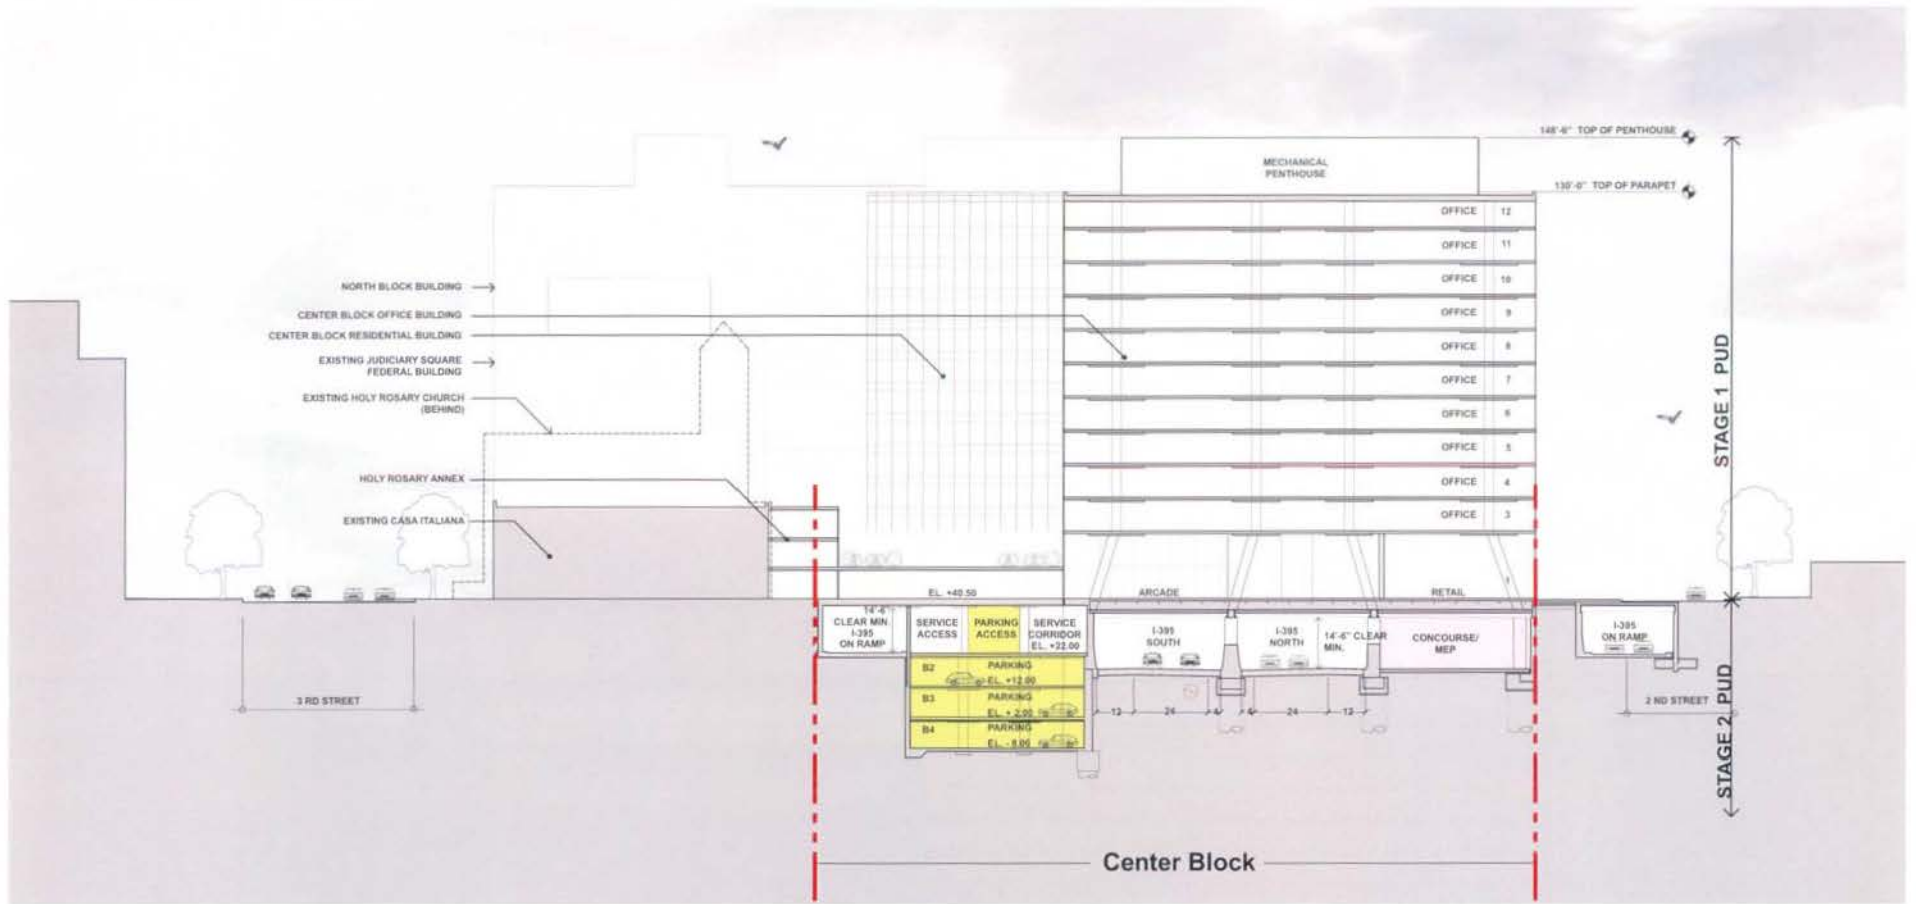 148'-6" TOP OF PENTHOUSE
MECHANICAL
PENTHOUSE
130'-0" TOP OF PARAPET
OFFICE 12
OFFICE 11
OFFICE 10
OFFICE 9
OFFICE 8
OFFICE 7
OFFICE 6
OFFICE 5
OFFICE 4
OFFICE 3
NORTH BLOCK BUILDING
CENTER BLOCK OFFICE BUILDING
CENTER BLOCK RESIDENTIAL BUILDING
EXISTING JUDICIARY SQUARE
FEDERAL BUILDING
EXISTING HOLY ROSARY CHURCH
(BEHIND)
HOLY ROSARY ANNEX
EXISTING CASA ITALIANA
STAGE 1 PUD
EL. +40.50
ARCADE
RETAIL
1
14'-6"
CLEAR MIN.
I-395
ON RAMP
SERVICE
ACCESS
PARKING
ACCESS
SERVICE
CORRIDOR
EL. +22.00
I-395
SOUTH
I-395
NORTH
14'-6" CLEAR
MIN.
CONCOURSE/
MEP
I-395
ON RAMP
B2 PARKING
EL. +12.00
B3 PARKING
EL. + 2.00
B4 PARKING
EL. - 8.00
3 RD STREET
12 24 24 12
2 ND STREET
STAGE 2 PUD
Center Block